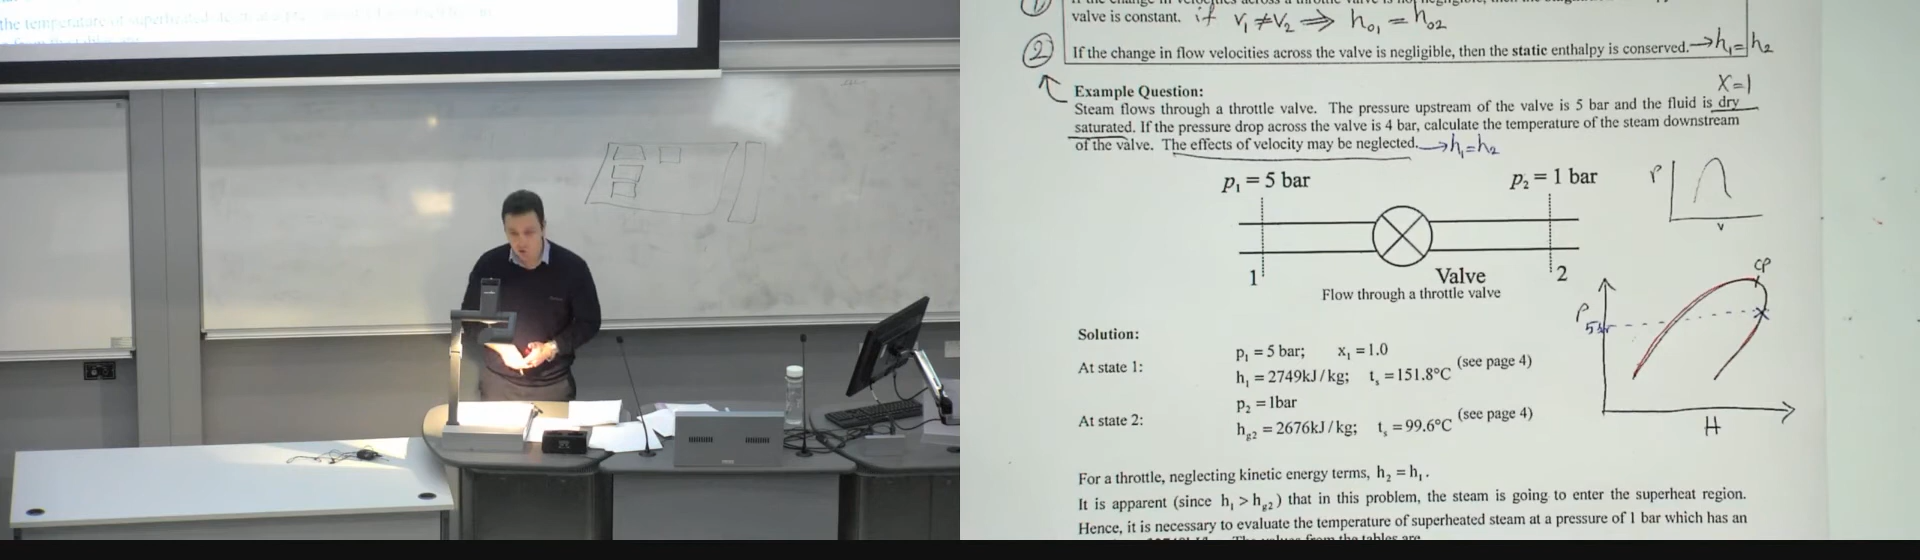 the temperature of superheated
①
valve is constant. if V₁ ≠ V₂ ⟹ h₀₁ = h₀₂
② If the change in flow velocities across the valve is negligible, then the static enthalpy is conserved. → h₁ = h₂
Example Question:
x=1
Steam flows through a throttle valve. The pressure upstream of the valve is 5 bar and the fluid is dry
saturated. If the pressure drop across the valve is 4 bar, calculate the temperature of the steam downstream
of the valve. The effects of velocity may be neglected. → h₁=h₂
p₁ = 5 bar
p₂ = 1 bar
P
v
1
Valve
2
Flow through a throttle valve
CP
P
H
Solution:
At state 1:
p₁ = 5 bar; x₁ = 1.0
h₁ = 2749kJ/kg; tₛ = 151.8°C (see page 4)
At state 2:
p₂ = 1bar
h_g2 = 2676kJ/kg; tₛ = 99.6°C (see page 4)
For a throttle, neglecting kinetic energy terms, h₂ = h₁.
It is apparent (since h₁ > h_g2) that in this problem, the steam is going to enter the superheat region.
Hence, it is necessary to evaluate the temperature of superheated steam at a pressure of 1 bar which has an